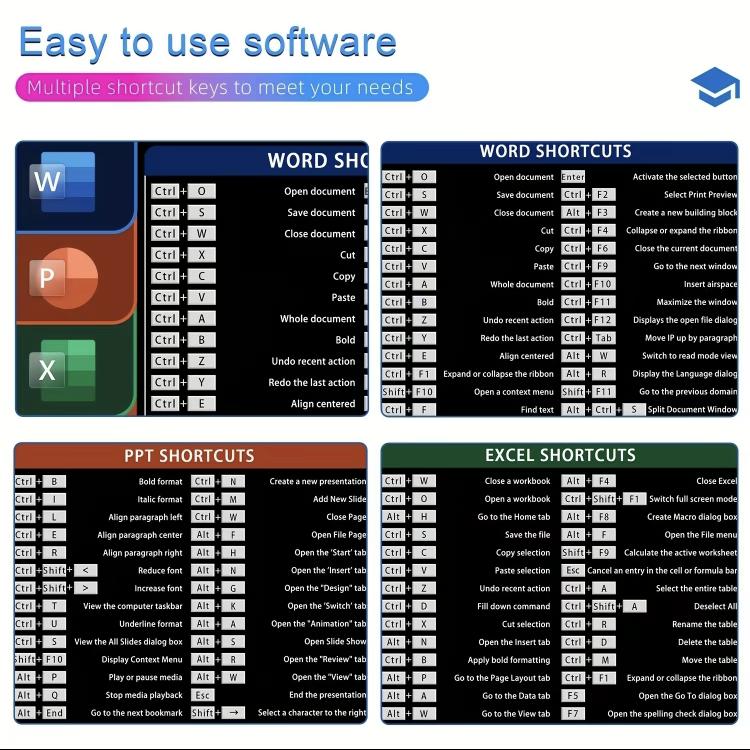 Easy to use software
Multiple shortcut keys to meet your needs
W
P
X
WORD SHO
Ctrl + O Open document
Ctrl + S Save document
Ctrl + W Close document
Ctrl + X Cut
Ctrl + C Copy
Ctrl + V Paste
Ctrl + A Whole document
Ctrl + B Bold
Ctrl + Z Undo recent action
Ctrl + Y Redo the last action
Ctrl + E Align centered
WORD SHORTCUTS
Ctrl + O Open document Enter Activate the selected button
Ctrl + S Save document Ctrl + F2 Select Print Preview
Ctrl + W Close document Alt + F3 Create a new building block
Ctrl + X Cut Ctrl + F4 Collapse or expand the ribbon
Ctrl + C Copy Ctrl + F6 Close the current document
Ctrl + V Paste Ctrl + F9 Go to the next window
Ctrl + A Whole document Ctrl + F10 Insert airspace
Ctrl + B Bold Ctrl + F11 Maximize the window
Ctrl + Z Undo recent action Ctrl + F12 Displays the open file dialog
Ctrl + Y Redo the last action Ctrl + Tab Move IP up by paragraph
Ctrl + E Align centered Alt + W Switch to read mode view
Ctrl + F1 Expand or collapse the ribbon Alt + R Display the Language dialog
Shift + F10 Open a context menu Shift + F11 Go to the previous domain
Ctrl + F Find text Alt + Ctrl + S Split Document Window
PPT SHORTCUTS
Ctrl + B Bold format Ctrl + N Create a new presentation
Ctrl + I Italic format Ctrl + M Add New Slide
Ctrl + L Align paragraph left Ctrl + W Close Page
Ctrl + E Align paragraph center Alt + F Open File Page
Ctrl + R Align paragraph right Alt + H Open the 'Start' tab
Ctrl + Shift + < Reduce font Alt + N Open the 'Insert' tab
Ctrl + Shift + > Increase font Alt + G Open the "Design" tab
Ctrl + T View the computer taskbar Alt + K Open the 'Switch' tab
Ctrl + U Underline format Alt + A Open the "Animation" tab
Ctrl + S View the All Slides dialog box Alt + S Open Slide Show
Shift + F10 Display Context Menu Alt + R Open the "Review" tab
Alt + P Play or pause media Alt + W Open the "View" tab
Alt + Q Stop media playback Esc End the presentation
Alt + End Go to the next bookmark Shift + → Select a character to the right
EXCEL SHORTCUTS
Ctrl + W Close a workbook Alt + F4 Close Excel
Ctrl + O Open a workbook Ctrl + Shift + F1 Switch full screen mode
Alt + H Go to the Home tab Alt + F8 Create Macro dialog box
Ctrl + S Save the file Alt + F Open the File menu
Ctrl + C Copy selection Shift + F9 Calculate the active worksheet
Ctrl + V Paste selection Esc Cancel an entry in the cell or formula bar
Ctrl + Z Undo recent action Ctrl + A Select the entire table
Ctrl + D Fill down command Ctrl + Shift + A Deselect All
Ctrl + X Cut selection Ctrl + R Rename the table
Alt + N Open the Insert tab Ctrl + D Delete the table
Ctrl + B Apply bold formatting Ctrl + M Move the table
Alt + P Go to the Page Layout tab Ctrl + F1 Expand or collapse the ribbon
Alt + A Go to the Data tab F5 Open the Go To dialog box
Alt + W Go to the View tab F7 Open the spelling check dialog box